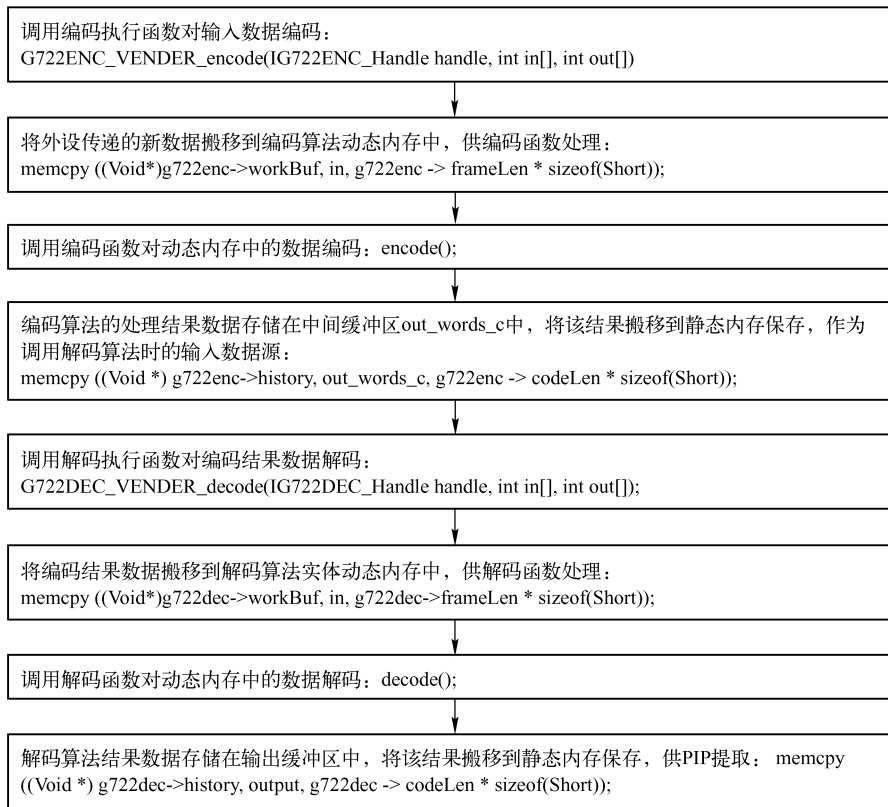 调用编码执行函数对输入数据编码：
G722ENC_VENDER_encode(IG722ENC_Handle handle, int in[], int out[])
将外设传递的新数据搬移到编码算法动态内存中，供编码函数处理：
memcpy ((Void*)g722enc->workBuf, in, g722enc -> frameLen * sizeof(Short));
调用编码函数对动态内存中的数据编码：encode();
编码算法的处理结果数据存储在中间缓冲区out_words_c中，将该结果搬移到静态内存保存，作为
调用解码算法时的输入数据源：
memcpy ((Void *) g722enc->history, out_words_c, g722enc -> codeLen * sizeof(Short));
调用解码执行函数对编码结果数据解码：
G722DEC_VENDER_decode(IG722DEC_Handle handle, int in[], int out[]);
将编码结果数据搬移到解码算法实体动态内存中，供解码函数处理：
memcpy ((Void*)g722dec->workBuf, in, g722dec->frameLen * sizeof(Short));
调用解码函数对动态内存中的数据解码：decode();
解码算法结果数据存储在输出缓冲区中，将该结果搬移到静态内存保存，供PIP提取： memcpy
((Void *) g722dec->history, output, g722dec -> codeLen * sizeof(Short));